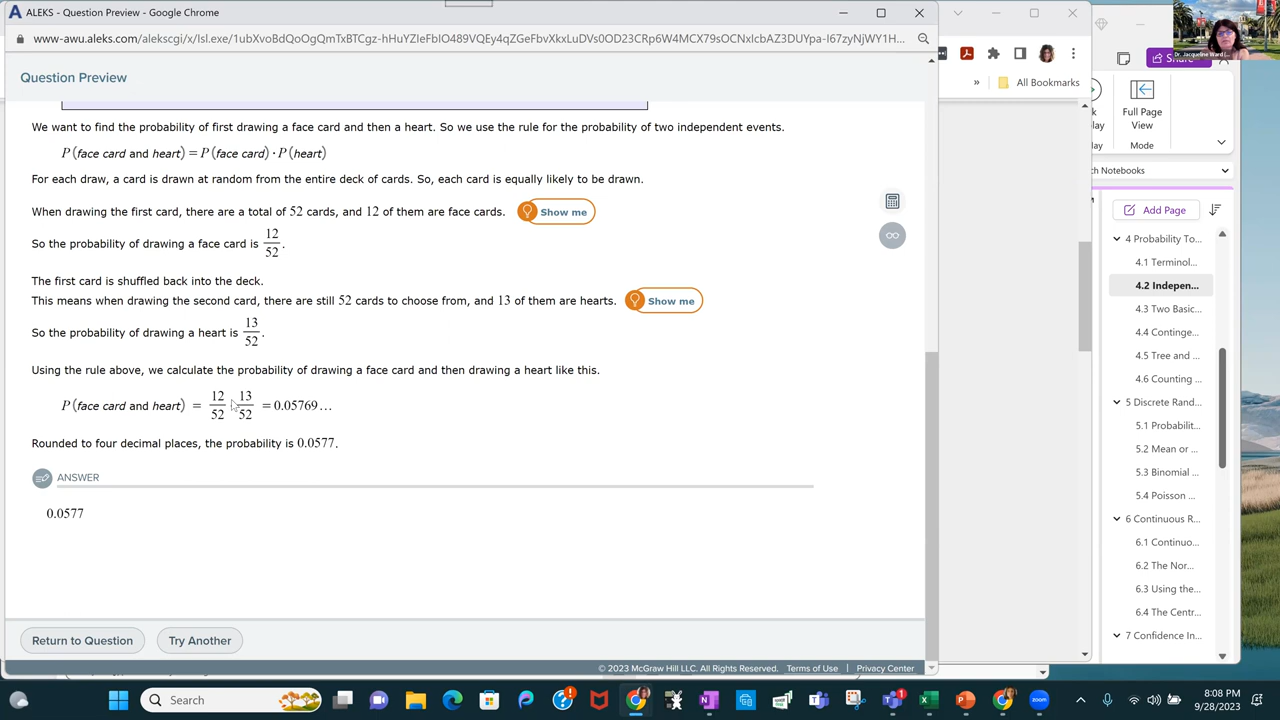 ALEKS - Question Preview - Google Chrome
Question Preview
We want to find the probability of first drawing a face card and then a heart. So we use the rule for the probability of two independent events.
P (face card and heart) = P (face card) · P (heart)
For each draw, a card is drawn at random from the entire deck of cards. So, each card is equally likely to be drawn.
When drawing the first card, there are a total of 52 cards, and 12 of them are face cards. Show me
So the probability of drawing a face card is 12/52.
The first card is shuffled back into the deck.
This means when drawing the second card, there are still 52 cards to choose from, and 13 of them are hearts. Show me
So the probability of drawing a heart is 13/52.
Using the rule above, we calculate the probability of drawing a face card and then drawing a heart like this.
P (face card and heart) = 12/52 · 13/52 = 0.05769…
Rounded to four decimal places, the probability is 0.0577.
ANSWER
0.0577
Return to Question
Try Another
© 2023 McGraw Hill LLC. All Rights Reserved. Terms of Use | Privacy Center
All Bookmarks
Share
Full Page
View
Mode
Notebooks
Add Page
4 Probability To...
4.1 Terminol...
4.2 Indepen...
4.3 Two Basic...
4.4 Continge...
4.5 Tree and ...
4.6 Counting ...
5 Discrete Rand...
5.1 Probabilit...
5.2 Mean or ...
5.3 Binomial ...
5.4 Poisson ...
6 Continuous R...
6.1 Continuo...
6.2 The Nor...
6.3 Using the...
6.4 The Centr...
7 Confidence In...
Search
8:08 PM
9/28/2023